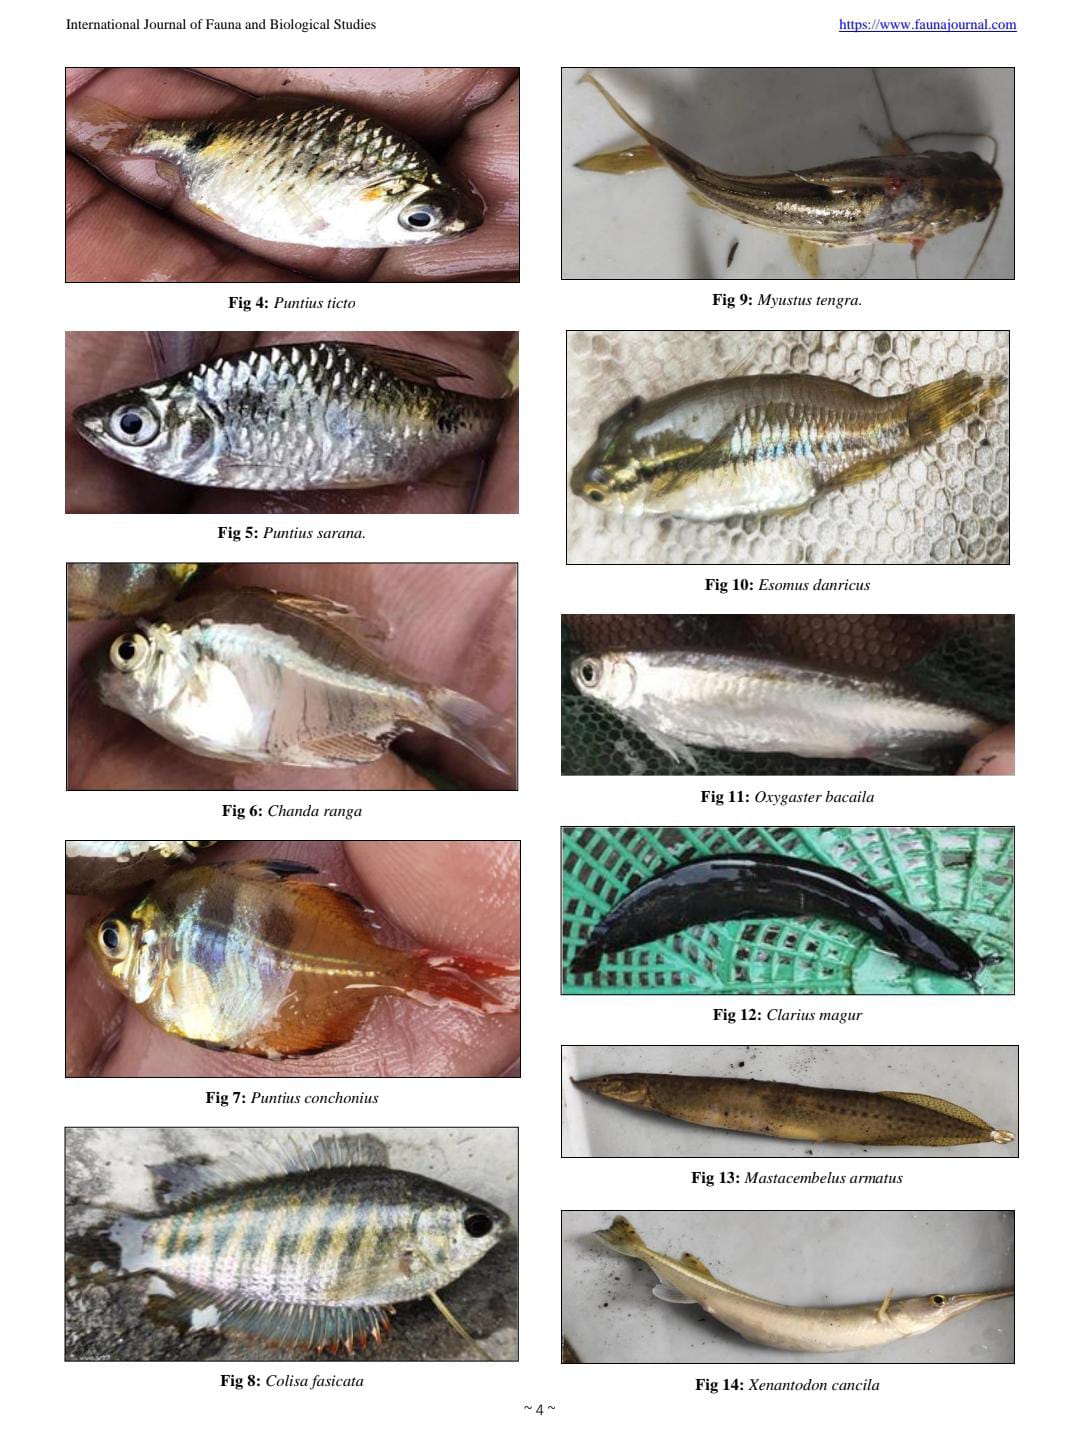 International Journal of Fauna and Biological Studies
https://www.faunajournal.com
Fig 4: Puntius ticto
Fig 5: Puntius sarana.
Fig 6: Chanda ranga
Fig 7: Puntius conchonius
Fig 8: Colisa fasicata
Fig 9: Myustus tengra.
Fig 10: Esomus danricus
Fig 11: Oxygaster bacaila
Fig 12: Clarius magur
Fig 13: Mastacembelus armatus
Fig 14: Xenantodon cancila
~ 4 ~